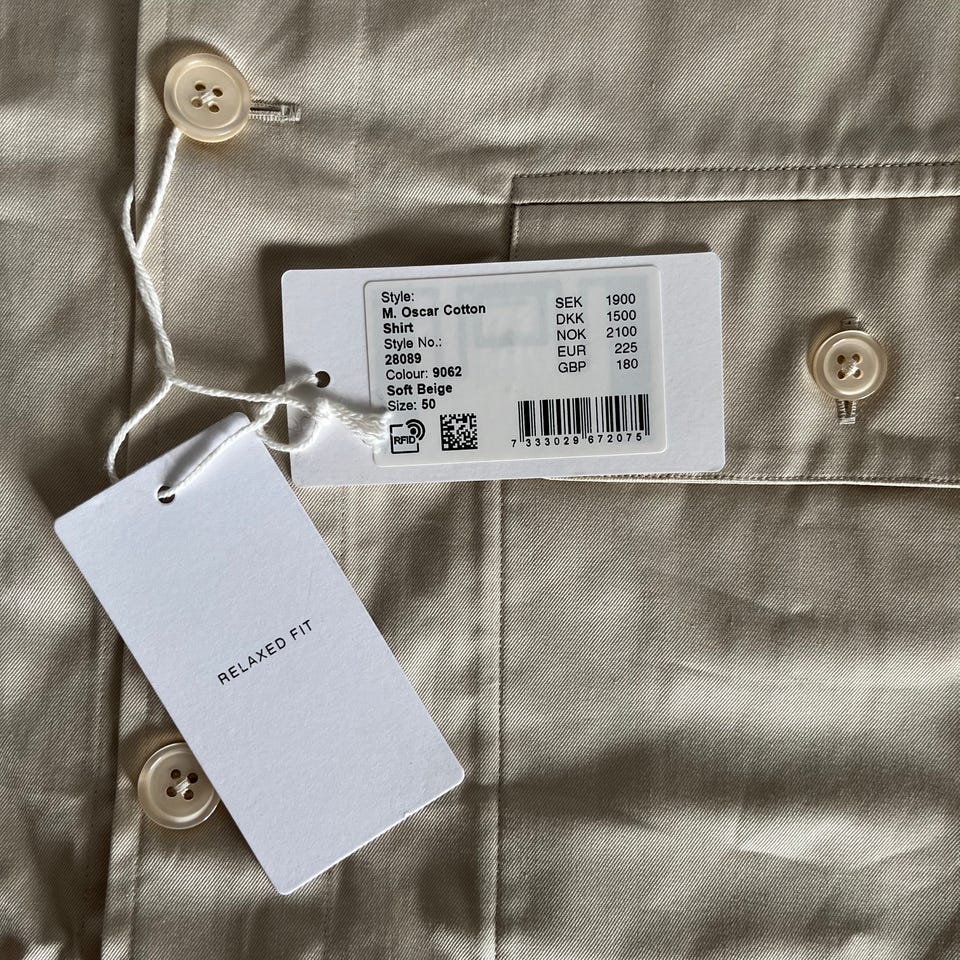 Style:
M. Oscar Cotton
Shirt
Style No.:
28089
Colour: 9062
Soft Beige
Size: 50
SEK 1900
DKK 1500
NOK 2100
EUR 225
GBP 180
RFID
7 333029 672075
RELAXED FIT